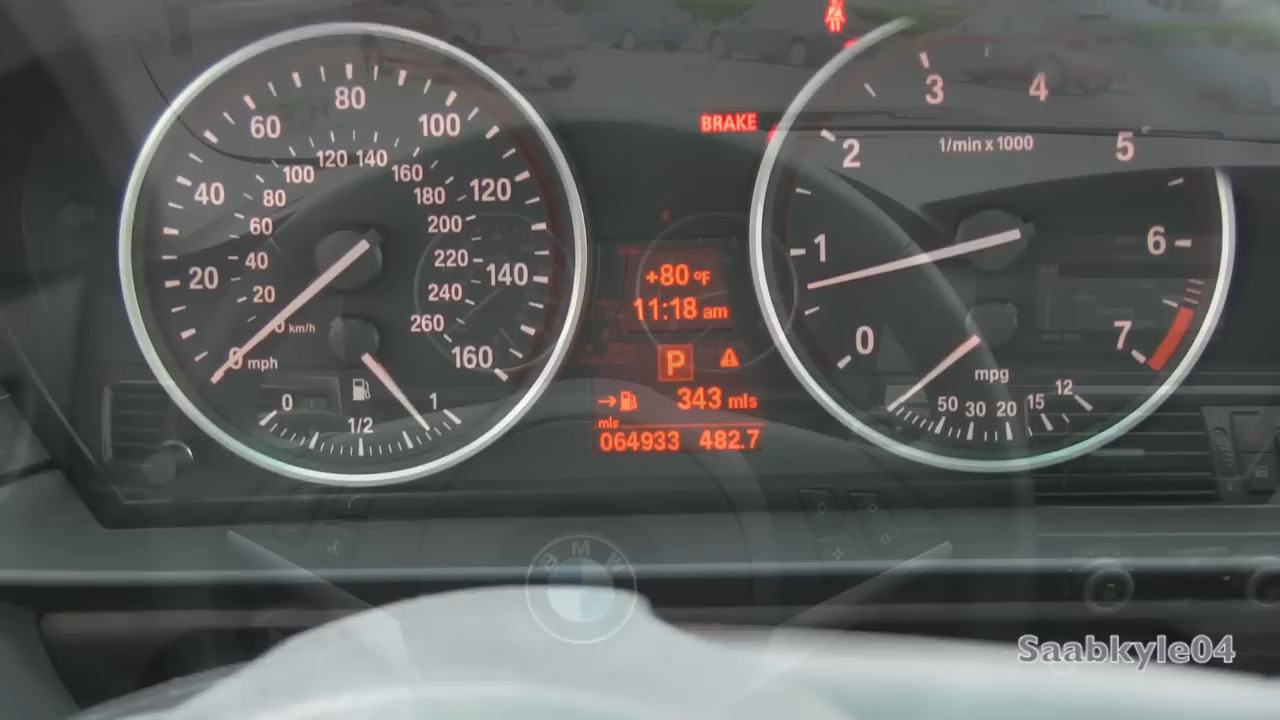 20 40 60 80 100 120 140 160
20 40 60 80 100 120 140 160 180 200 220 240 260
0 km/h
0 mph
0 1/2 1
BRAKE
+80 °F
11:18 am
P
→ 343 mls
mls
064933 482.7
0 1 2 3 4 5 6 7
1/min x 1000
mpg
50 30 20 15 12
BMW
Saabkyle04